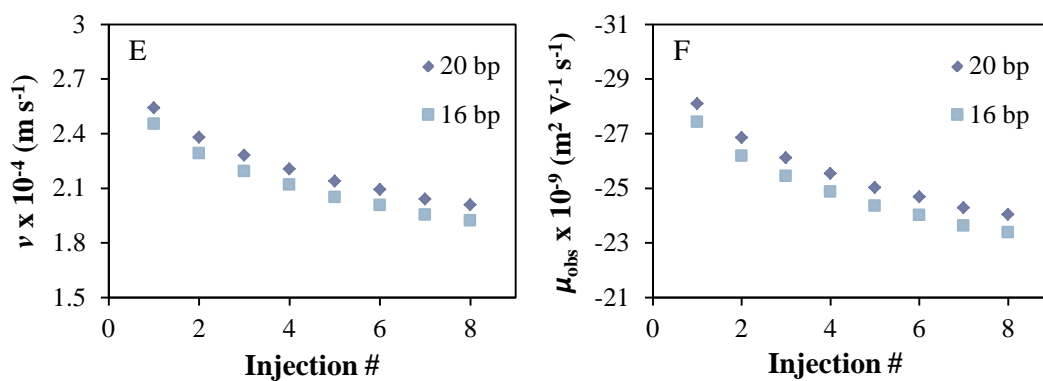 E
3
2.7
2.4
2.1
1.8
1.5
ν x 10⁻⁴ (m s⁻¹)
20 bp
16 bp
0
2
4
6
8
Injection #
F
-31
-29
-27
-25
-23
-21
μobs x 10⁻⁹ (m² V⁻¹ s⁻¹)
20 bp
16 bp
0
2
4
6
8
Injection #